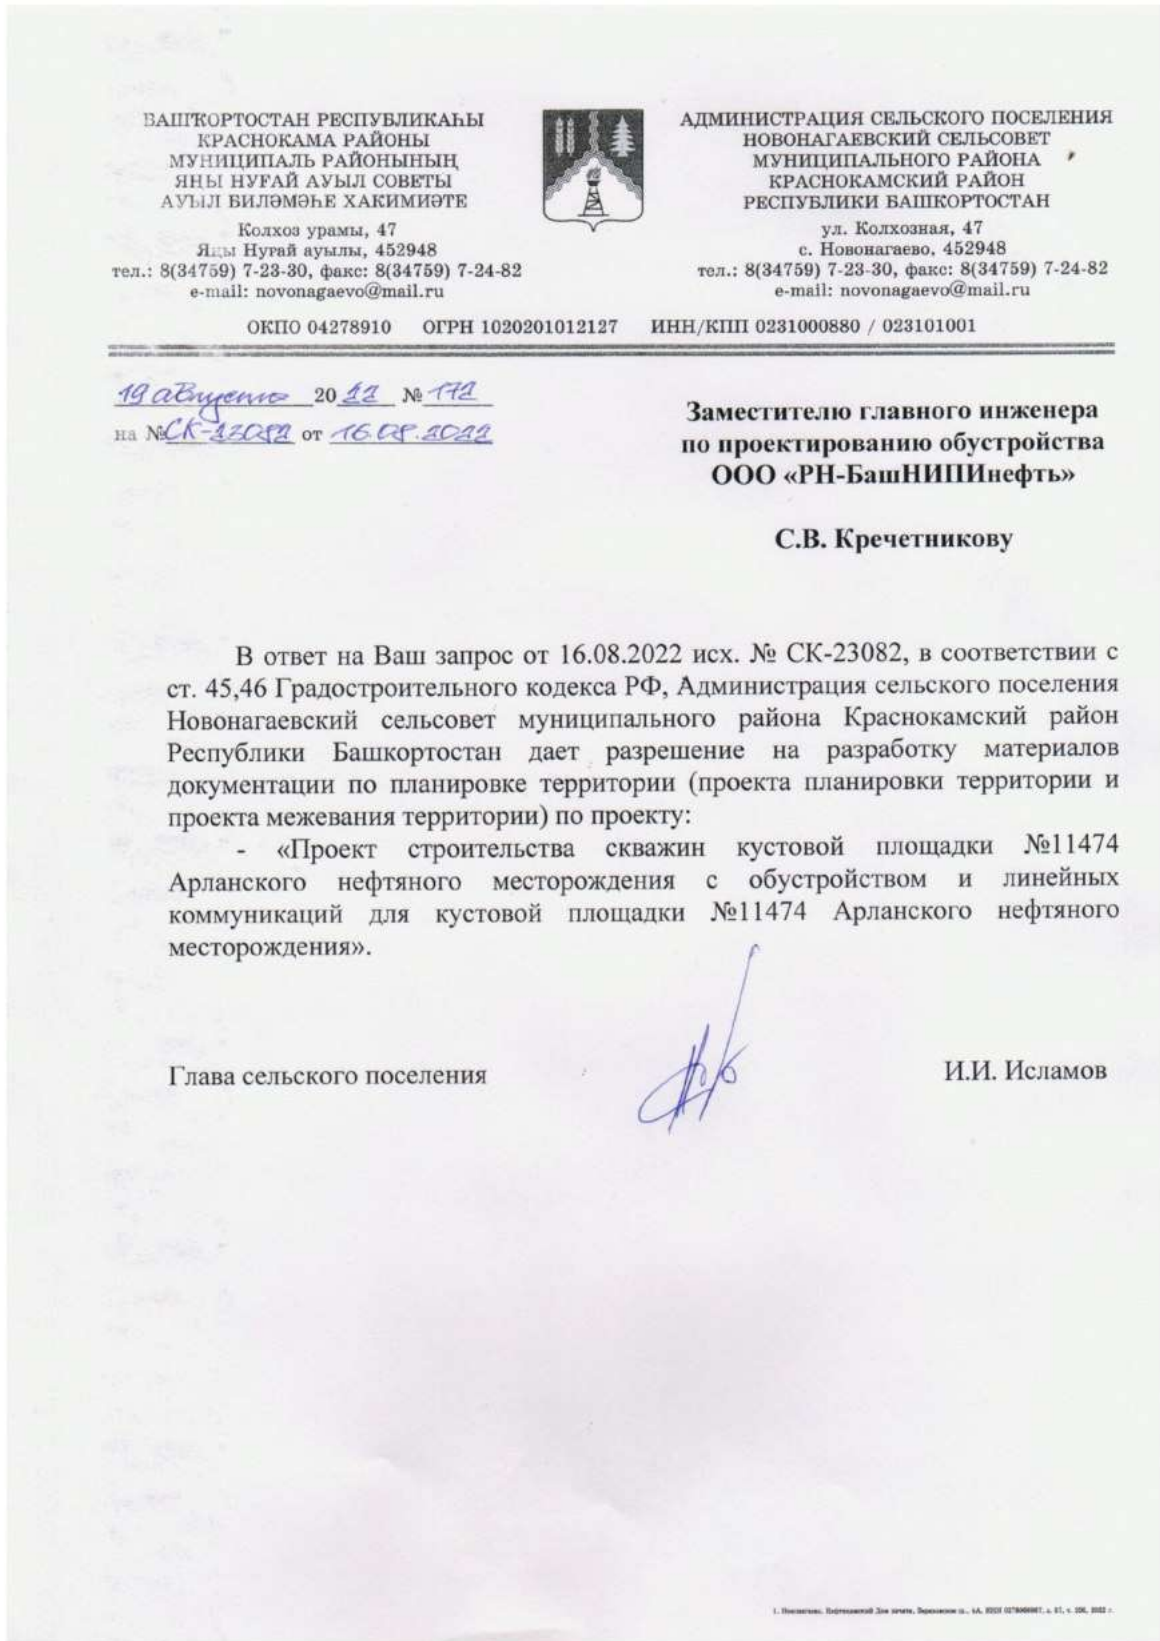 БАШҠОРТОСТАН РЕСПУБЛИКАҺЫ
КРАСНОКАМА РАЙОНЫ
МУНИЦИПАЛЬ РАЙОНЫНЫҢ
ЯҢЫ НУҒАЙ АУЫЛ СОВЕТЫ
АУЫЛ БИЛӘМӘҺЕ ХАКИМИӘТЕ
Колхоз урамы, 47
Яңы Нуғай ауылы, 452948
тел.: 8(34759) 7-23-30, факс: 8(34759) 7-24-82
e-mail: novonagaevo@mail.ru
АДМИНИСТРАЦИЯ СЕЛЬСКОГО ПОСЕЛЕНИЯ
НОВОНАГАЕВСКИЙ СЕЛЬСОВЕТ
МУНИЦИПАЛЬНОГО РАЙОНА
КРАСНОКАМСКИЙ РАЙОН
РЕСПУБЛИКИ БАШКОРТОСТАН
ул. Колхозная, 47
с. Новонагаево, 452948
тел.: 8(34759) 7-23-30, факс: 8(34759) 7-24-82
e-mail: novonagaevo@mail.ru
ОКПО 04278910 ОГРН 1020201012127 ИНН/КПП 0231000880 / 023101001
19 августа 2022 № 172
на № СК-23082 от 16.08.2022
Заместителю главного инженера
по проектированию обустройства
ООО «РН-БашНИПИнефть»
С.В. Кречетникову
В ответ на Ваш запрос от 16.08.2022 исх. № СК-23082, в соответствии с
ст. 45,46 Градостроительного кодекса РФ, Администрация сельского поселения
Новонагаевский сельсовет муниципального района Краснокамский район
Республики Башкортостан дает разрешение на разработку материалов
документации по планировке территории (проекта планировки территории и
проекта межевания территории) по проекту:
- «Проект строительства скважин кустовой площадки №11474
Арланского нефтяного месторождения с обустройством и линейных
коммуникаций для кустовой площадки №11474 Арланского нефтяного
месторождения».
Глава сельского поселения И.И. Исламов